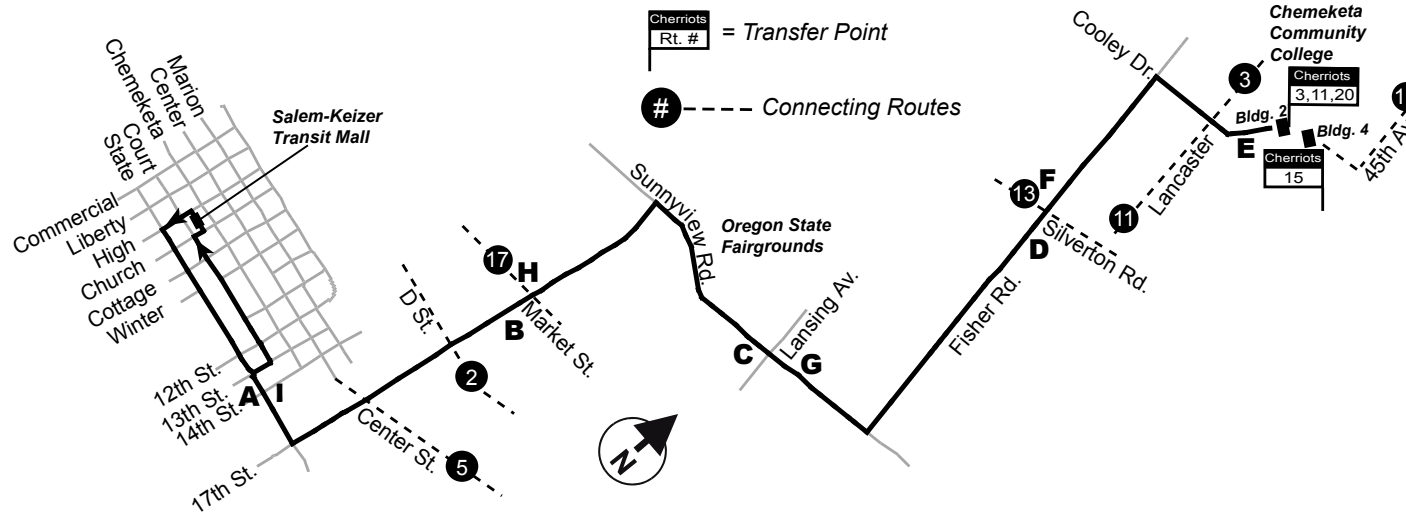 Cherriots
Rt. #
= Transfer Point
#
Connecting Routes
Marion
Center
Chemeketa
Court
State
Salem-Keizer
Transit Mall
Commercial
Liberty
High
Church
Cottage
Winter
12th St.
13th St.
14th St.
17th St.
A
I
D St.
2
Center St.
5
17
H
B
Market St.
Sunnyview Rd.
Oregon State
Fairgrounds
C
G
Lansing Av.
N
Fisher Rd.
13
F
D
Silverton Rd.
11
Lancaster
3
Cooley Dr.
Chemeketa
Community
College
Cherriots
3,11,20
Bldg. 2
E
Bldg. 4
Cherriots
15
45th Av